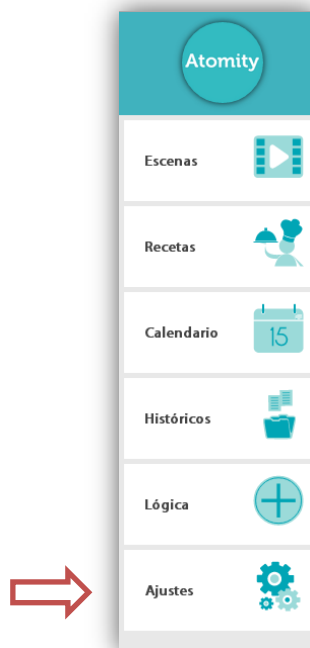 Atomity
Escenas
Recetas
Calendario
15
Históricos
Lógica
Ajustes